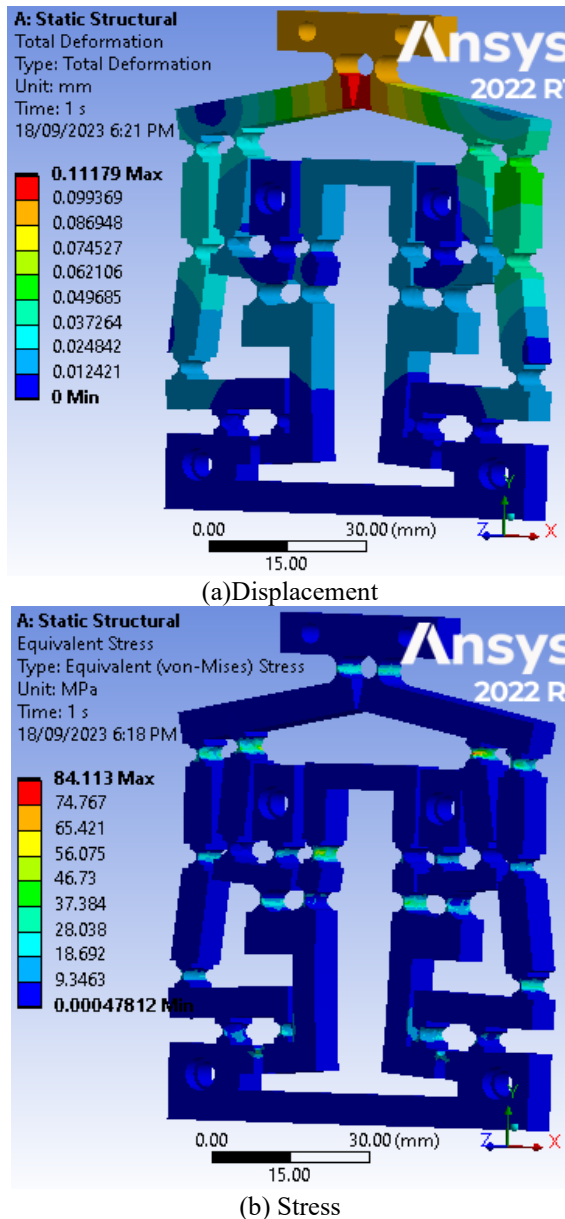 A: Static Structural
Total Deformation
Type: Total Deformation
Unit: mm
Time: 1 s
18/09/2023 6:21 PM
Ansys
2022 R
0.11179 Max
0.099369
0.086948
0.074527
0.062106
0.049685
0.037264
0.024842
0.012421
0 Min
Y
Z
X
0.00
30.00 (mm)
15.00
(a)Displacement
A: Static Structural
Equivalent Stress
Type: Equivalent (von-Mises) Stress
Unit: MPa
Time: 1 s
18/09/2023 6:18 PM
Ansys
2022 R
84.113 Max
74.767
65.421
56.075
46.73
37.384
28.038
18.692
9.3463
0.00047812 Min
Y
Z
X
0.00
30.00 (mm)
15.00
(b) Stress